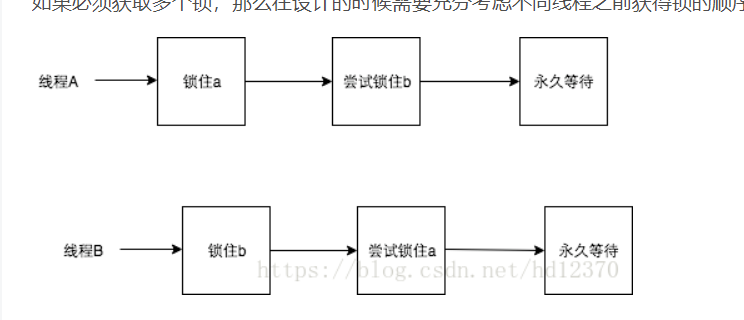 如果必须获取多个锁，那么在设计的时候需要充分考虑不同线程之前获得锁的顺序
线程A 锁住a 尝试锁住b 永久等待
线程B 锁住b 尝试锁住a 永久等待
https://blog.csdn.net/hd12370